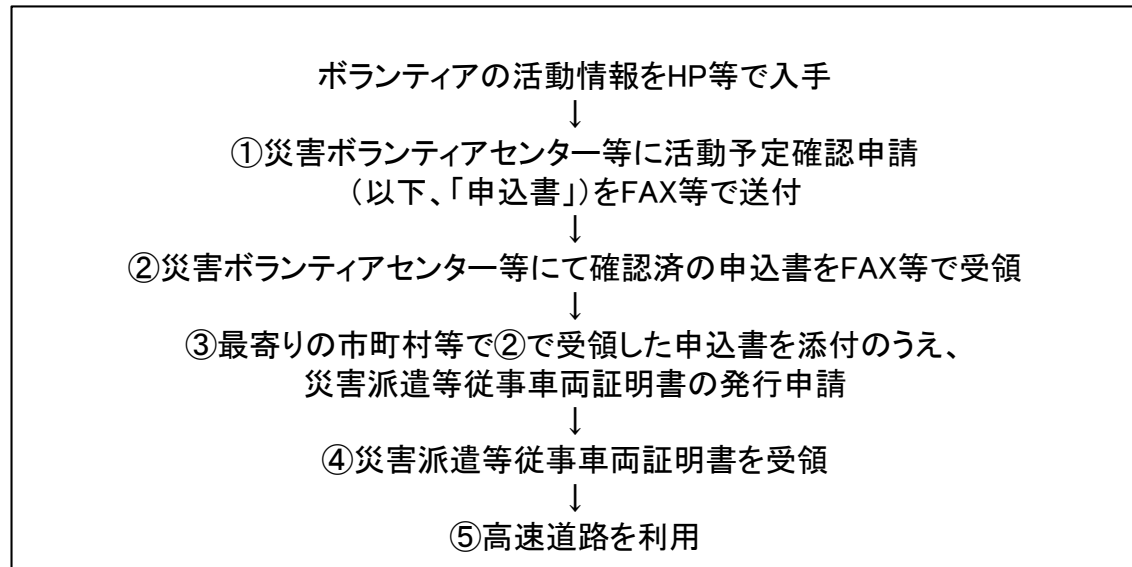 ボランティアの活動情報をHP等で入手
↓
①災害ボランティアセンター等に活動予定確認申請
（以下、「申込書」）をFAX等で送付
↓
②災害ボランティアセンター等にて確認済の申込書をFAX等で受領
↓
③最寄りの市町村等で②で受領した申込書を添付のうえ、
災害派遣等従事車両証明書の発行申請
↓
④災害派遣等従事車両証明書を受領
↓
⑤高速道路を利用